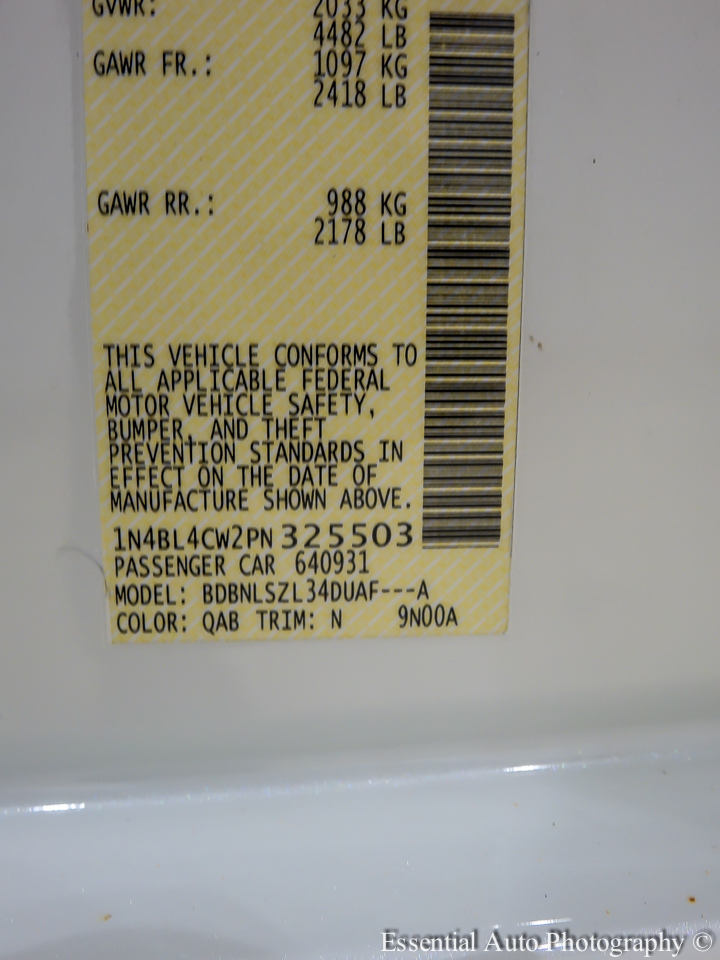 GVWR: 2033 KG
4482 LB
GAWR FR.: 1097 KG
2418 LB
GAWR RR.: 988 KG
2178 LB
THIS VEHICLE CONFORMS TO
ALL APPLICABLE FEDERAL
MOTOR VEHICLE SAFETY,
BUMPER, AND THEFT
PREVENTION STANDARDS IN
EFFECT ON THE DATE OF
MANUFACTURE SHOWN ABOVE.
1N4BL4CW2PN325503
PASSENGER CAR 640931
MODEL: BDBNLSZL34DUAF---A
COLOR: QAB TRIM: N 9N00A
Essential Auto Photography ©